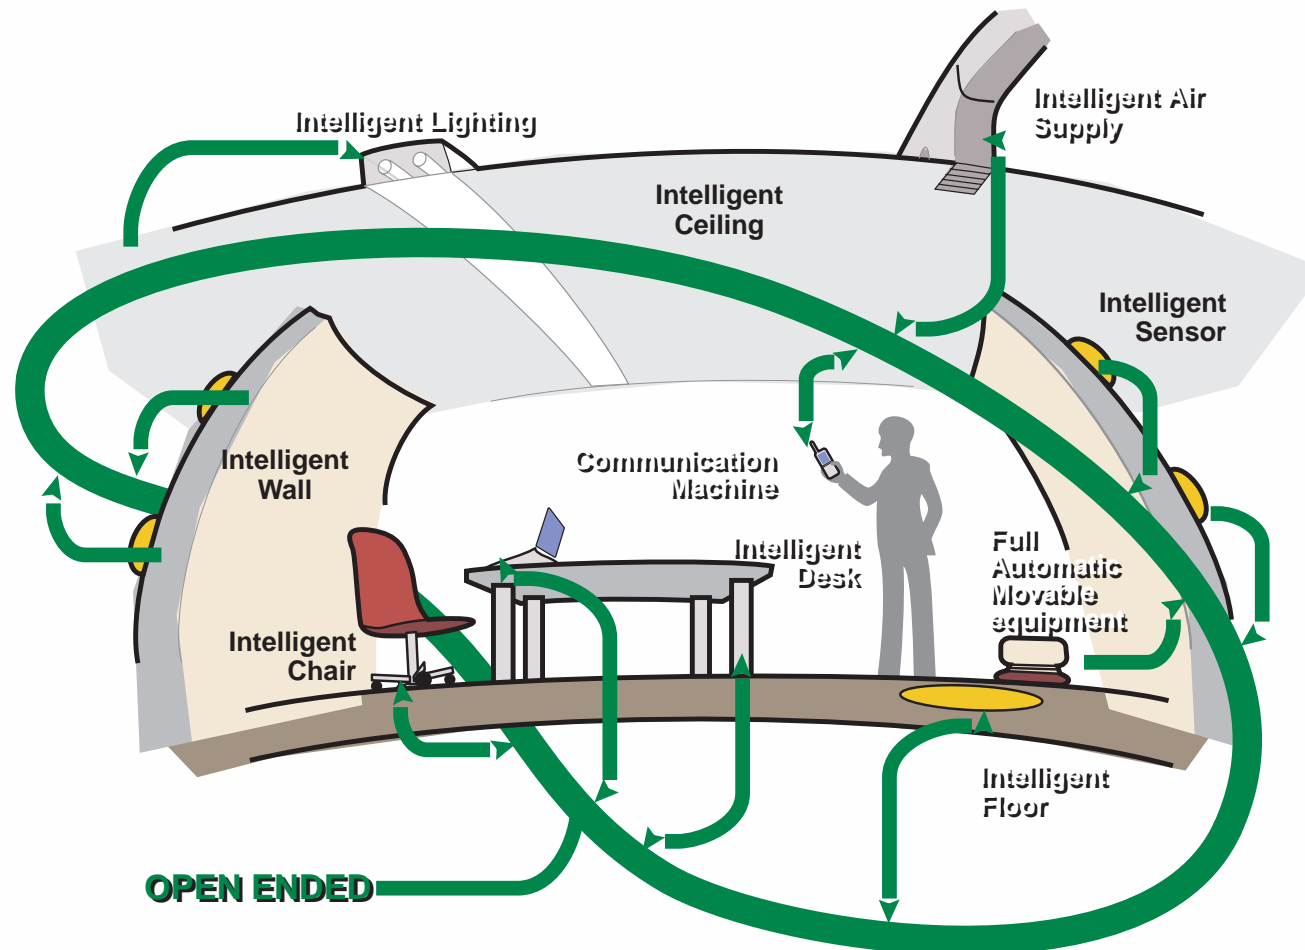 Intelligent Lighting
Intelligent Air
Supply
Intelligent
Ceiling
Intelligent
Sensor
Intelligent
Wall
Communication
Machine
Intelligent
Desk
Full
Automatic
Movable
equipment
Intelligent
Chair
Intelligent
Floor
OPEN ENDED